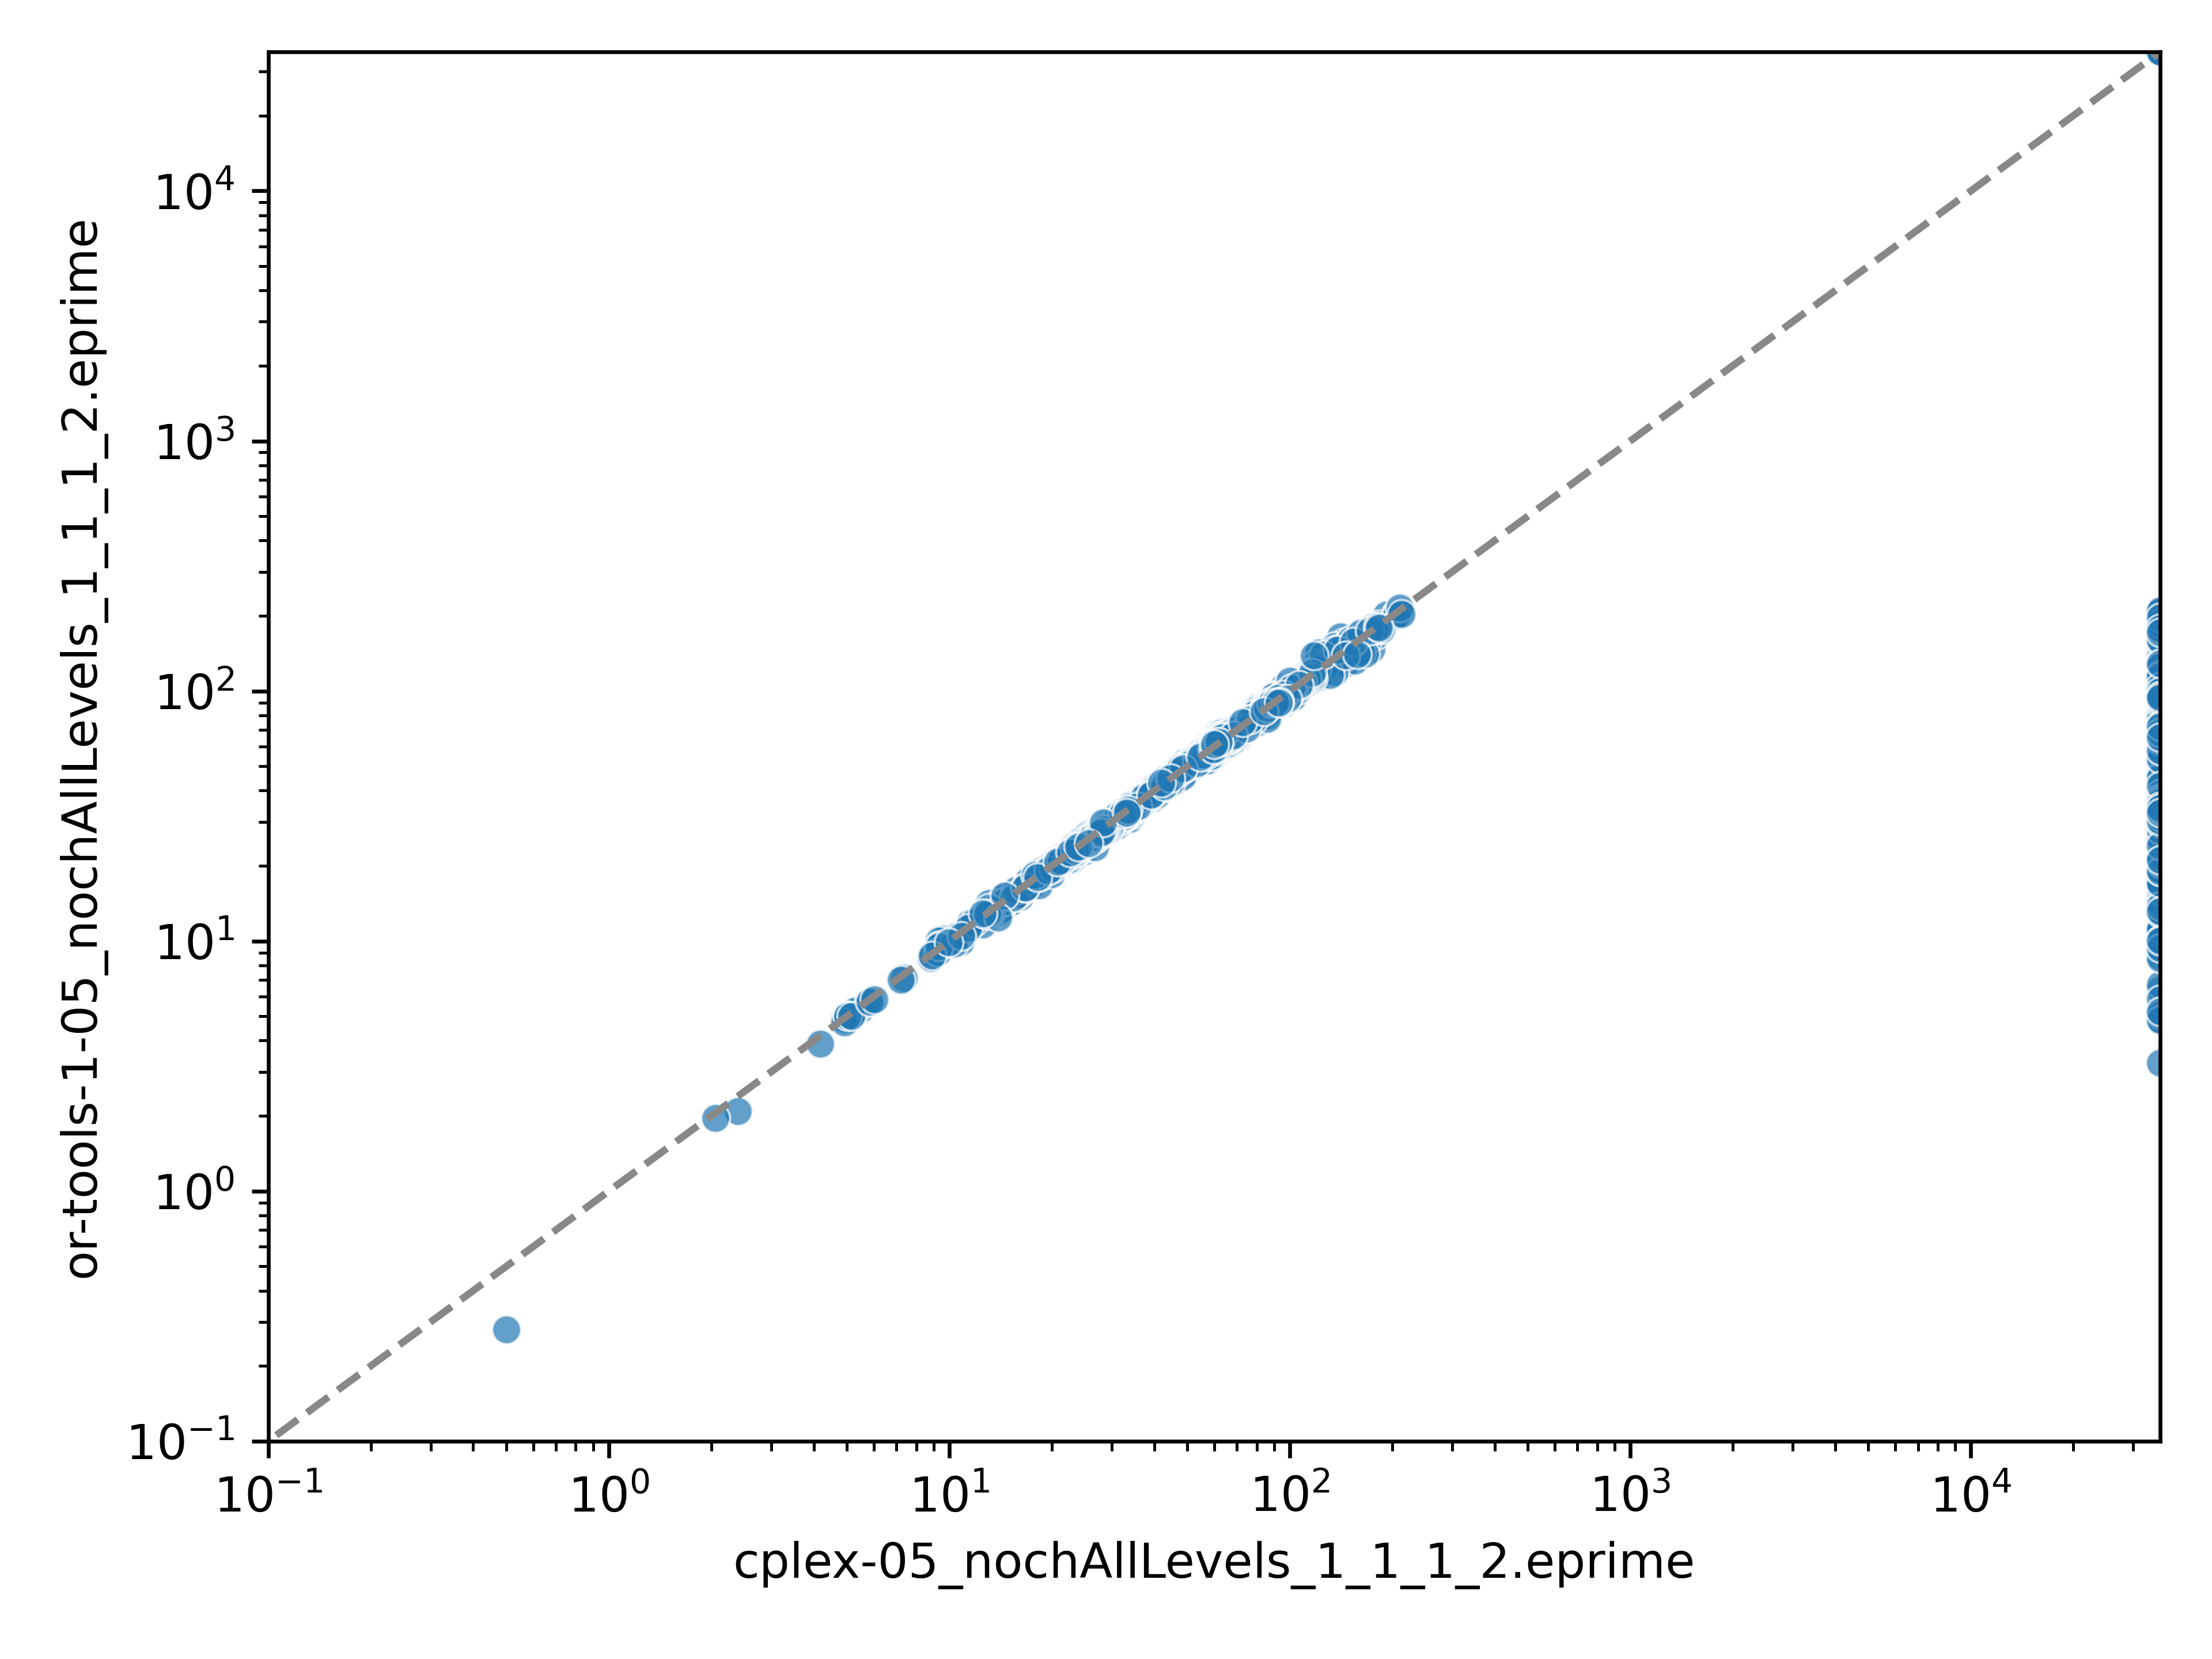 10⁴
10³
10²
10¹
10⁰
10⁻¹
or-tools-1-05_nochAllLevels_1_1_1_2.eprime
10⁻¹ 10⁰ 10¹ 10² 10³ 10⁴
cplex-05_nochAllLevels_1_1_1_2.eprime